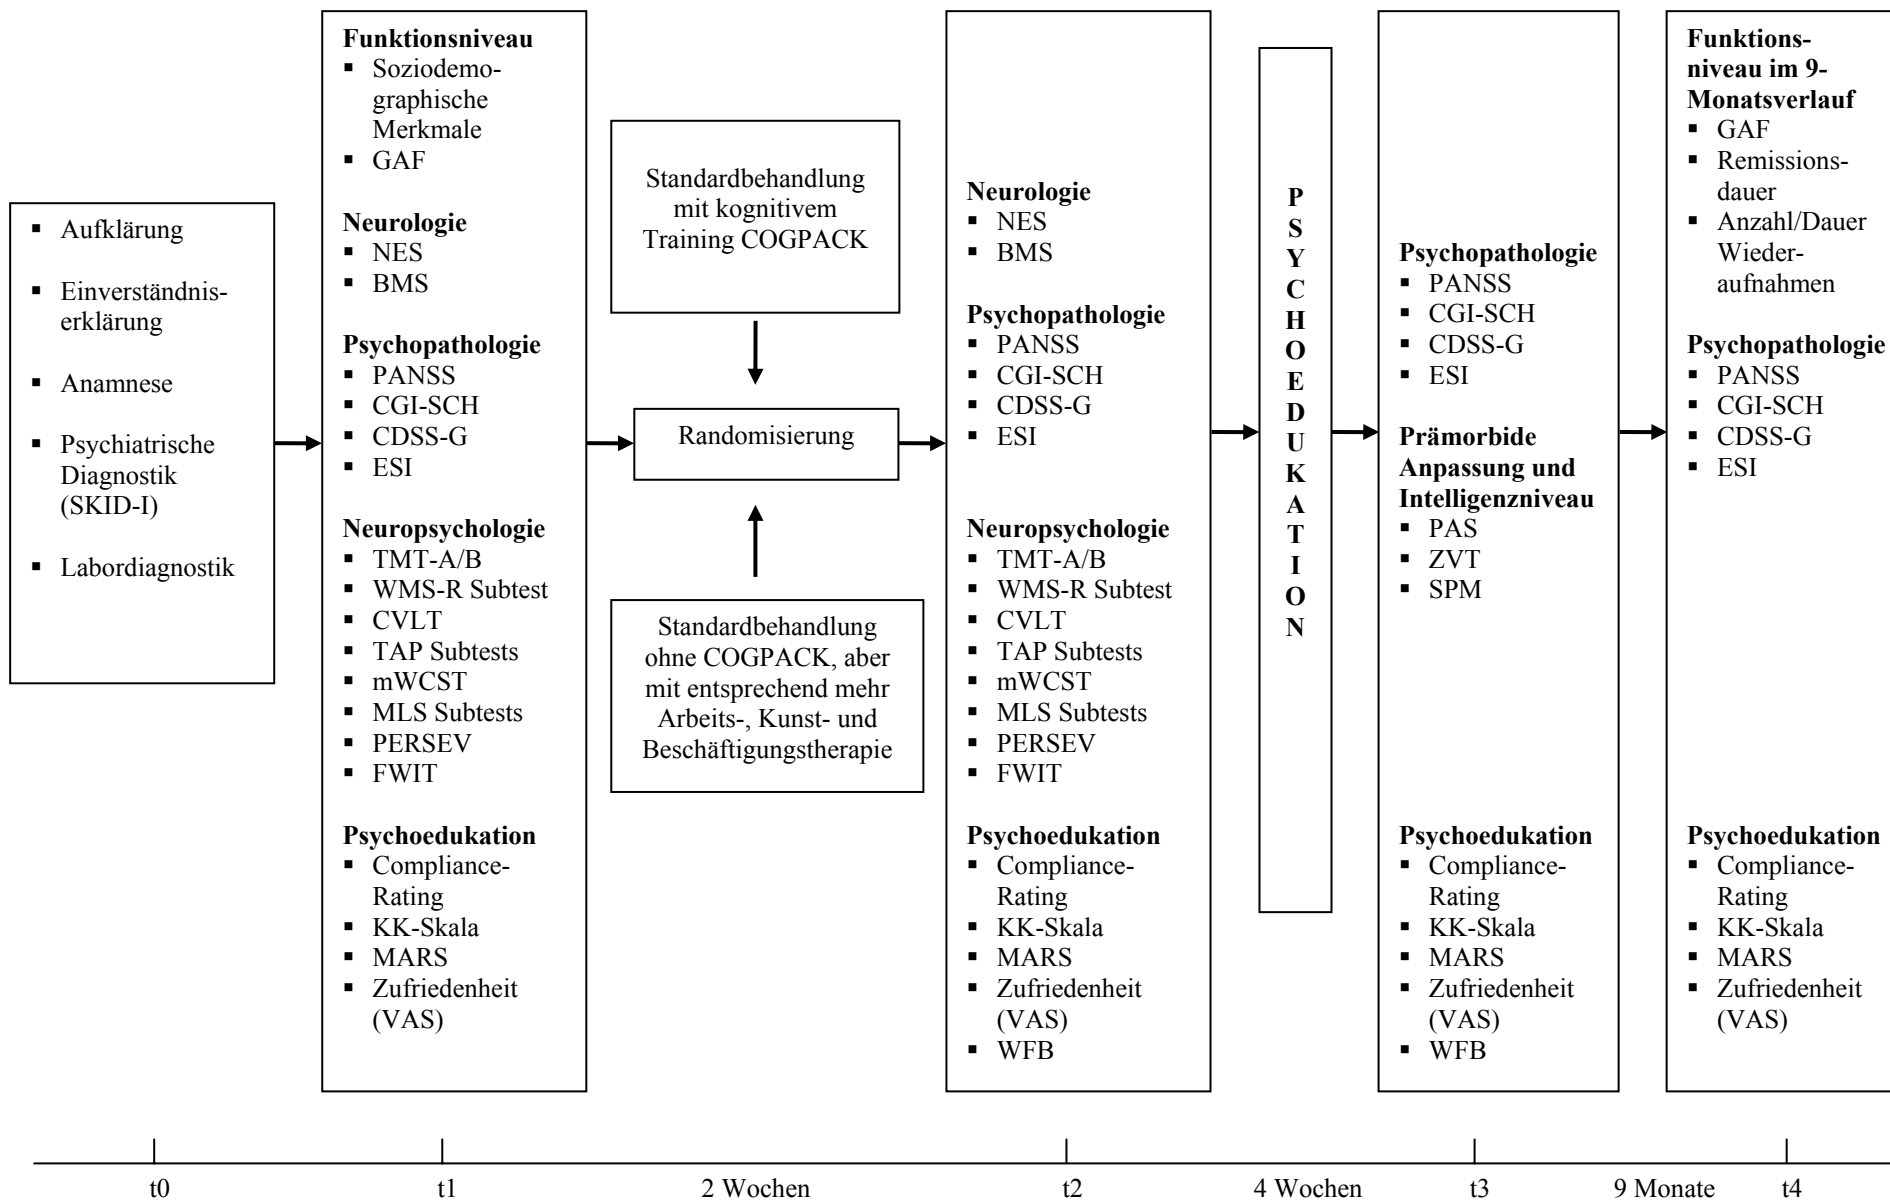 ▪ Aufklärung
▪ Einverständnis-
erklärung
▪ Anamnese
▪ Psychiatrische
Diagnostik
(SKID-I)
▪ Labordiagnostik
Funktionsniveau
▪ Soziodemo-
graphische
Merkmale
▪ GAF
Neurologie
▪ NES
▪ BMS
Psychopathologie
▪ PANSS
▪ CGI-SCH
▪ CDSS-G
▪ ESI
Neuropsychologie
▪ TMT-A/B
▪ WMS-R Subtest
▪ CVLT
▪ TAP Subtests
▪ mWCST
▪ MLS Subtests
▪ PERSEV
▪ FWIT
Psychoedukation
▪ Compliance-
Rating
▪ KK-Skala
▪ MARS
▪ Zufriedenheit
(VAS)
Standardbehandlung
mit kognitivem
Training COGPACK
Randomisierung
Standardbehandlung
ohne COGPACK, aber
mit entsprechend mehr
Arbeits-, Kunst- und
Beschäftigungstherapie
Neurologie
▪ NES
▪ BMS
Psychopathologie
▪ PANSS
▪ CGI-SCH
▪ CDSS-G
▪ ESI
Neuropsychologie
▪ TMT-A/B
▪ WMS-R Subtest
▪ CVLT
▪ TAP Subtests
▪ mWCST
▪ MLS Subtests
▪ PERSEV
▪ FWIT
Psychoedukation
▪ Compliance-
Rating
▪ KK-Skala
▪ MARS
▪ Zufriedenheit
(VAS)
▪ WFB
P
S
Y
C
H
O
E
D
U
K
A
T
I
O
N
Psychopathologie
▪ PANSS
▪ CGI-SCH
▪ CDSS-G
▪ ESI
Prämorbide
Anpassung und
Intelligenzniveau
▪ PAS
▪ ZVT
▪ SPM
Psychoedukation
▪ Compliance-
Rating
▪ KK-Skala
▪ MARS
▪ Zufriedenheit
(VAS)
▪ WFB
Funktions-
niveau im 9-
Monatsverlauf
▪ GAF
▪ Remissions-
dauer
▪ Anzahl/Dauer
Wieder-
aufnahmen
Psychopathologie
▪ PANSS
▪ CGI-SCH
▪ CDSS-G
▪ ESI
Psychoedukation
▪ Compliance-
Rating
▪ KK-Skala
▪ MARS
▪ Zufriedenheit
(VAS)
t0 t1 2 Wochen t2 4 Wochen t3 9 Monate t4